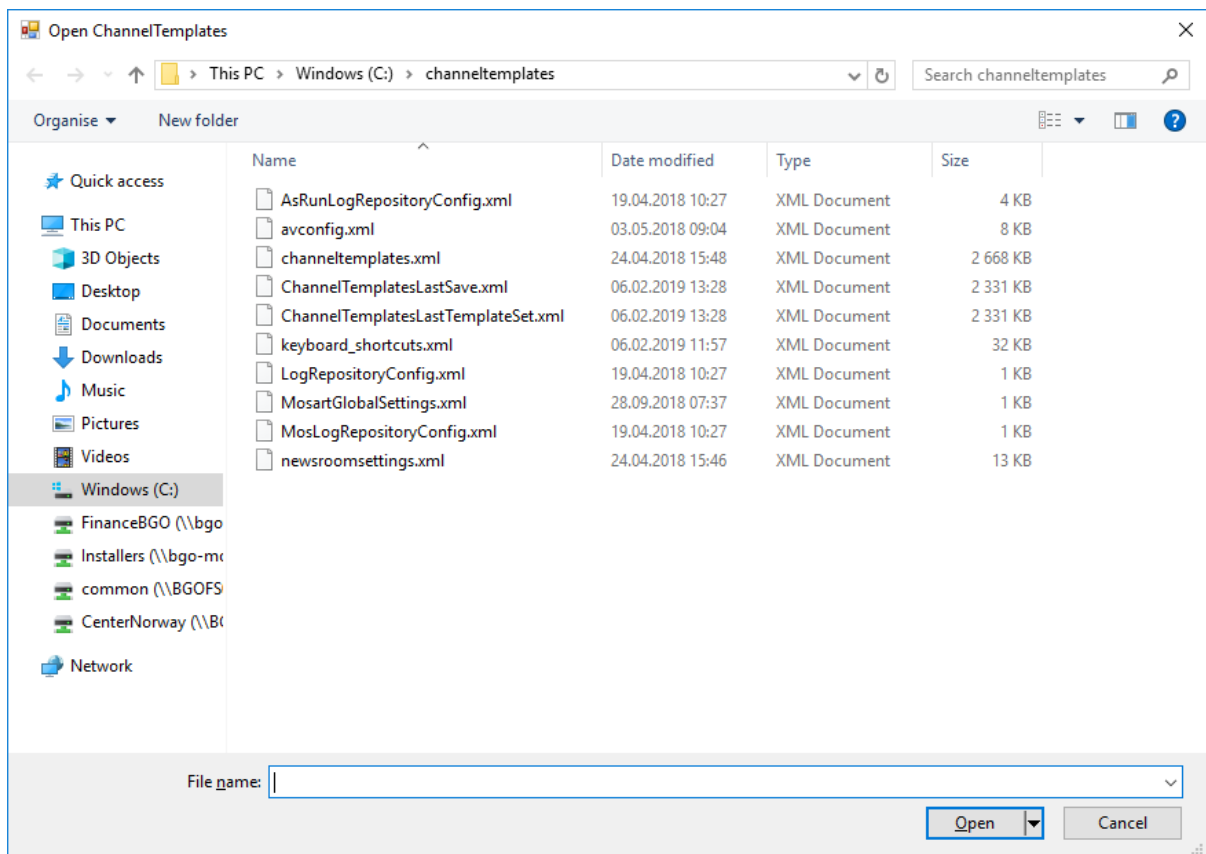 Open ChannelTemplates
This PC > Windows (C:) > channeltemplates
Search channeltemplates
Organise
New folder
Name Date modified Type Size
Quick access
This PC
3D Objects
Desktop
Documents
Downloads
Music
Pictures
Videos
Windows (C:)
FinanceBGO (\\bgo
Installers (\\bgo-mo
common (\\BGOFS
CenterNorway (\\B
Network
AsRunLogRepositoryConfig.xml 19.04.2018 10:27 XML Document 4 KB
avconfig.xml 03.05.2018 09:04 XML Document 8 KB
channeltemplates.xml 24.04.2018 15:48 XML Document 2 668 KB
ChannelTemplatesLastSave.xml 06.02.2019 13:28 XML Document 2 331 KB
ChannelTemplatesLastTemplateSet.xml 06.02.2019 13:28 XML Document 2 331 KB
keyboard_shortcuts.xml 06.02.2019 11:57 XML Document 32 KB
LogRepositoryConfig.xml 19.04.2018 10:27 XML Document 1 KB
MosartGlobalSettings.xml 28.09.2018 07:37 XML Document 1 KB
MosLogRepositoryConfig.xml 19.04.2018 10:27 XML Document 1 KB
newsroomsettings.xml 24.04.2018 15:46 XML Document 13 KB
File name:
Open
Cancel